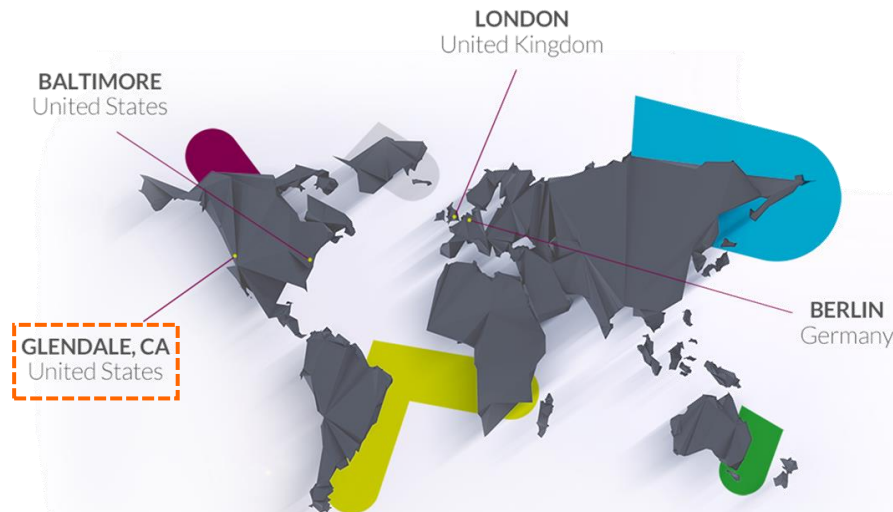 LONDON
United Kingdom
BALTIMORE
United States
BERLIN
Germany
GLENDALE, CA
United States